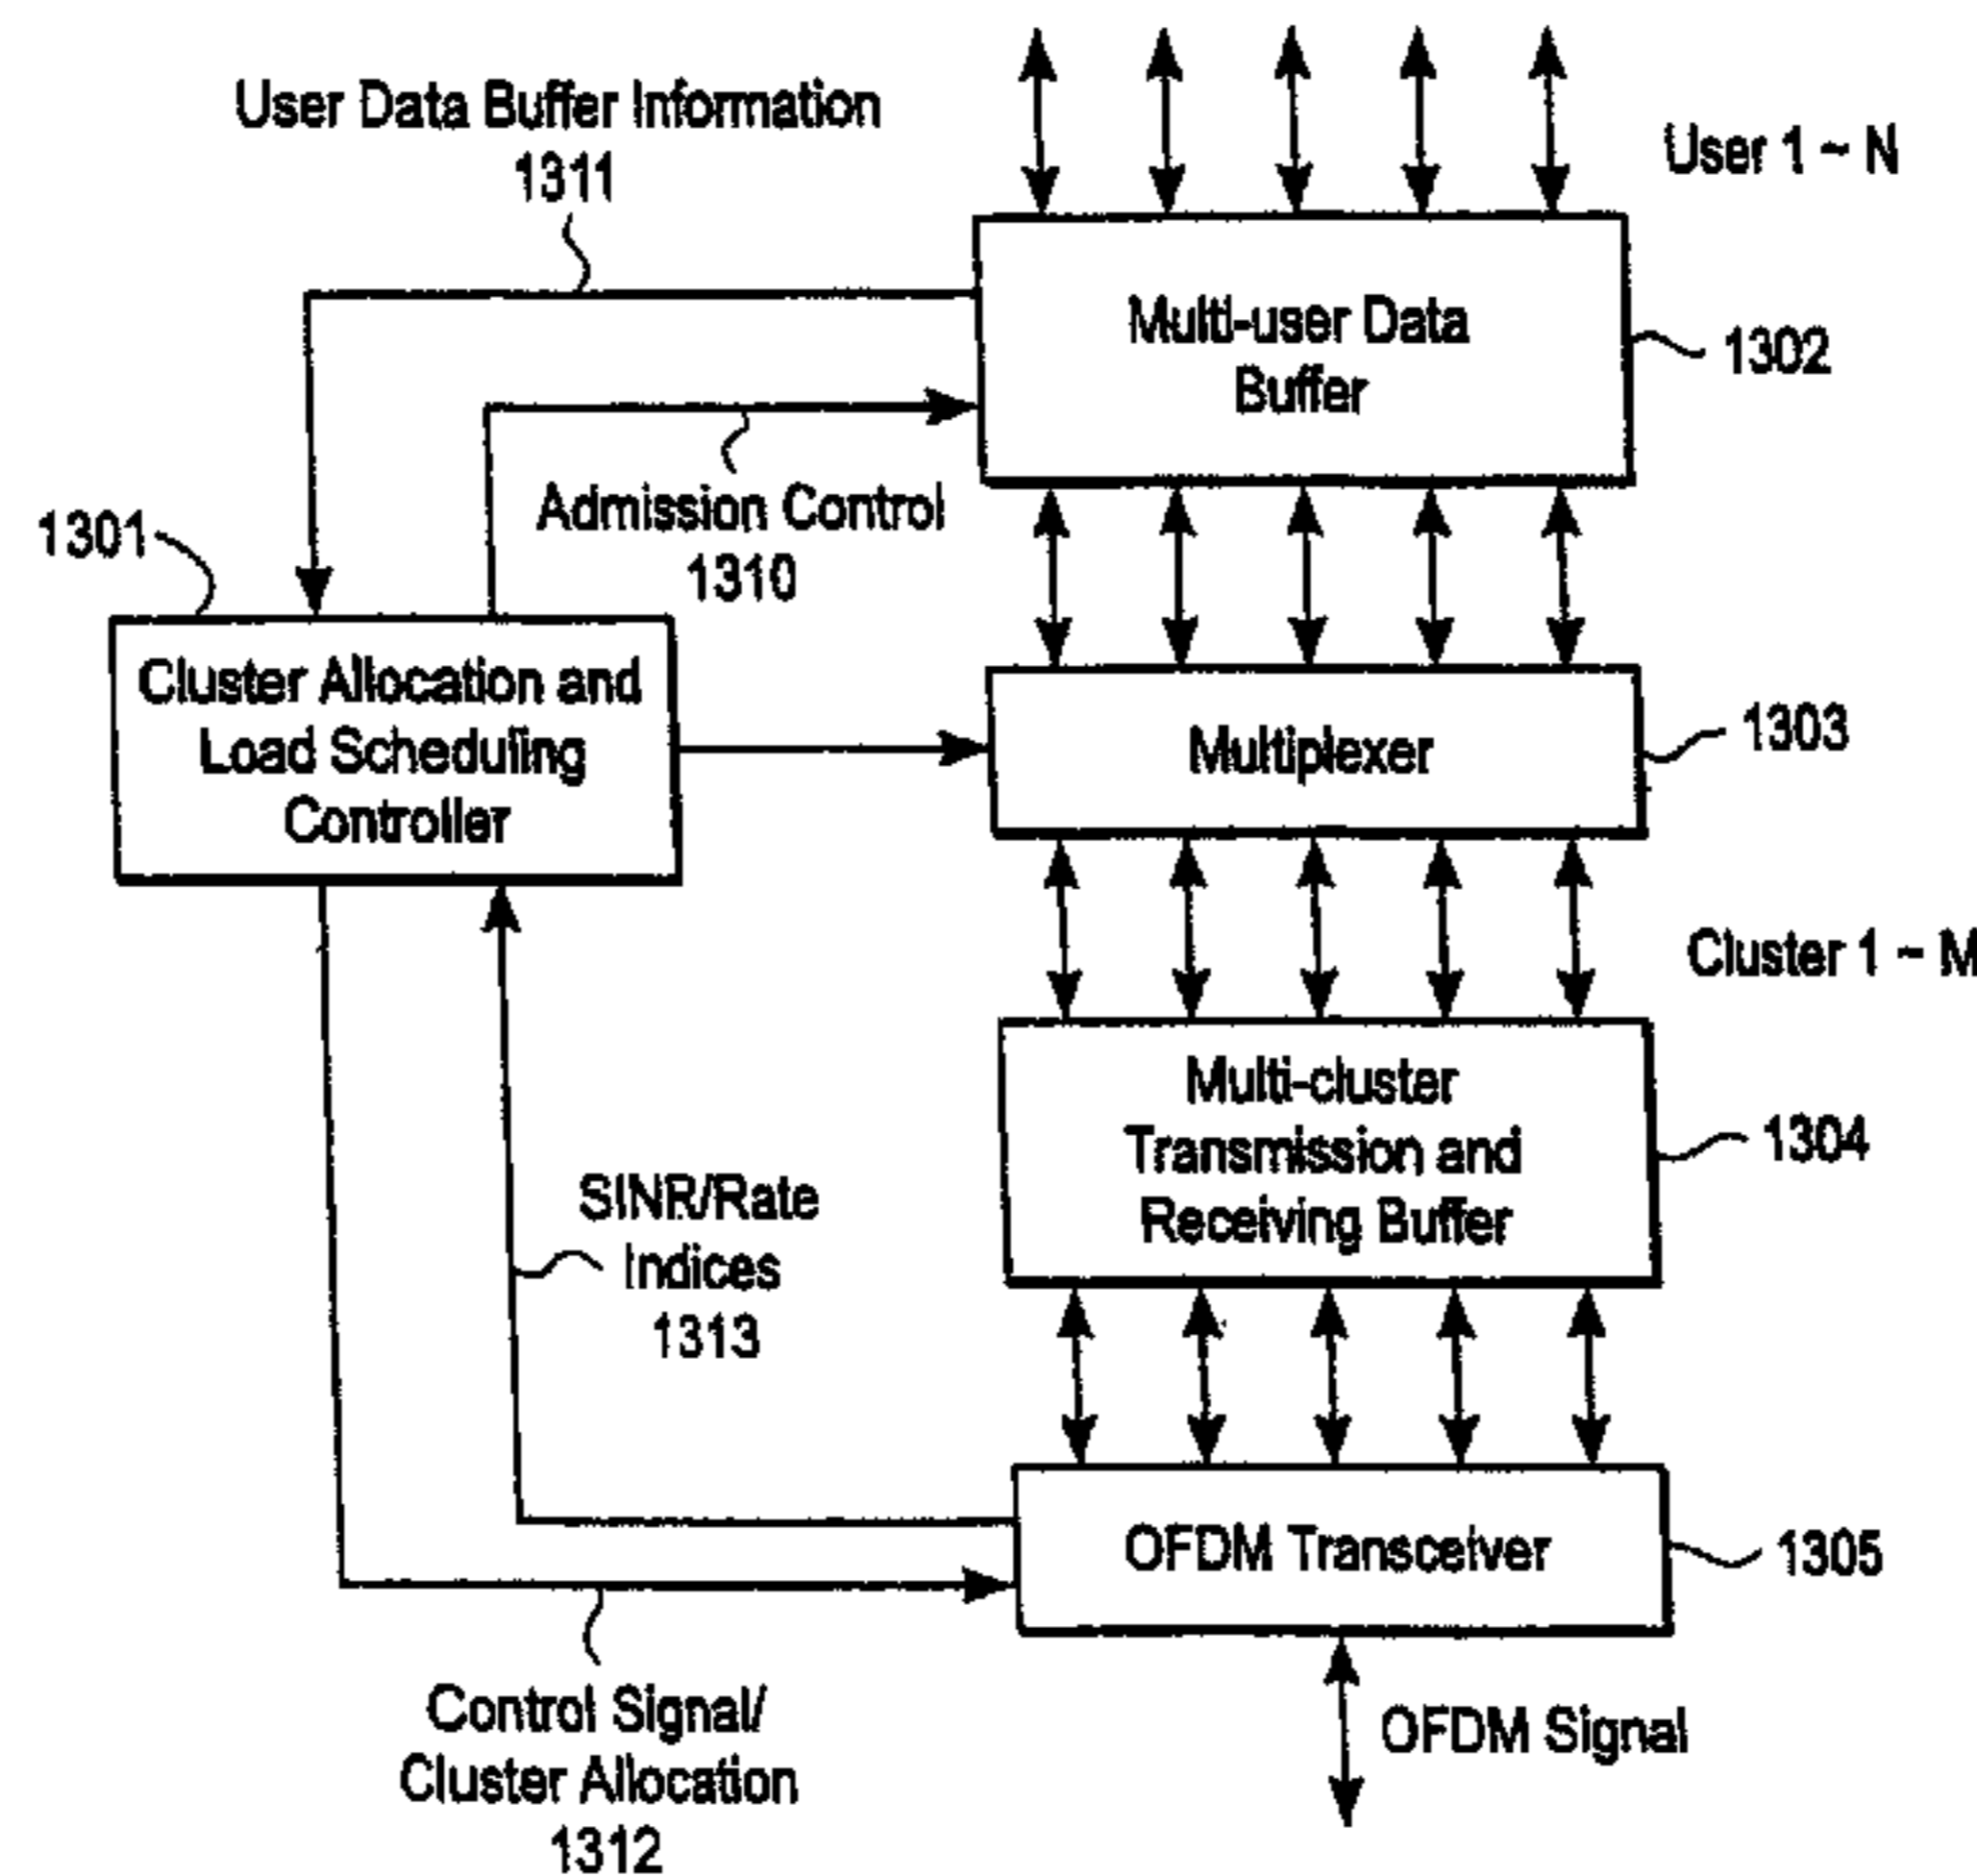 User Data Buffer Information
1311
User 1 ~ N
Multi-user Data
Buffer
1302
Admission Control
1310
1301
Cluster Allocation and
Load Scheduling
Controller
Multiplexer
1303
Cluster 1 ~ M
Multi-cluster
Transmission and
Receiving Buffer
1304
SINR/Rate
Indices
1313
OFDM Transceiver
1305
Control Signal/
Cluster Allocation
1312
OFDM Signal